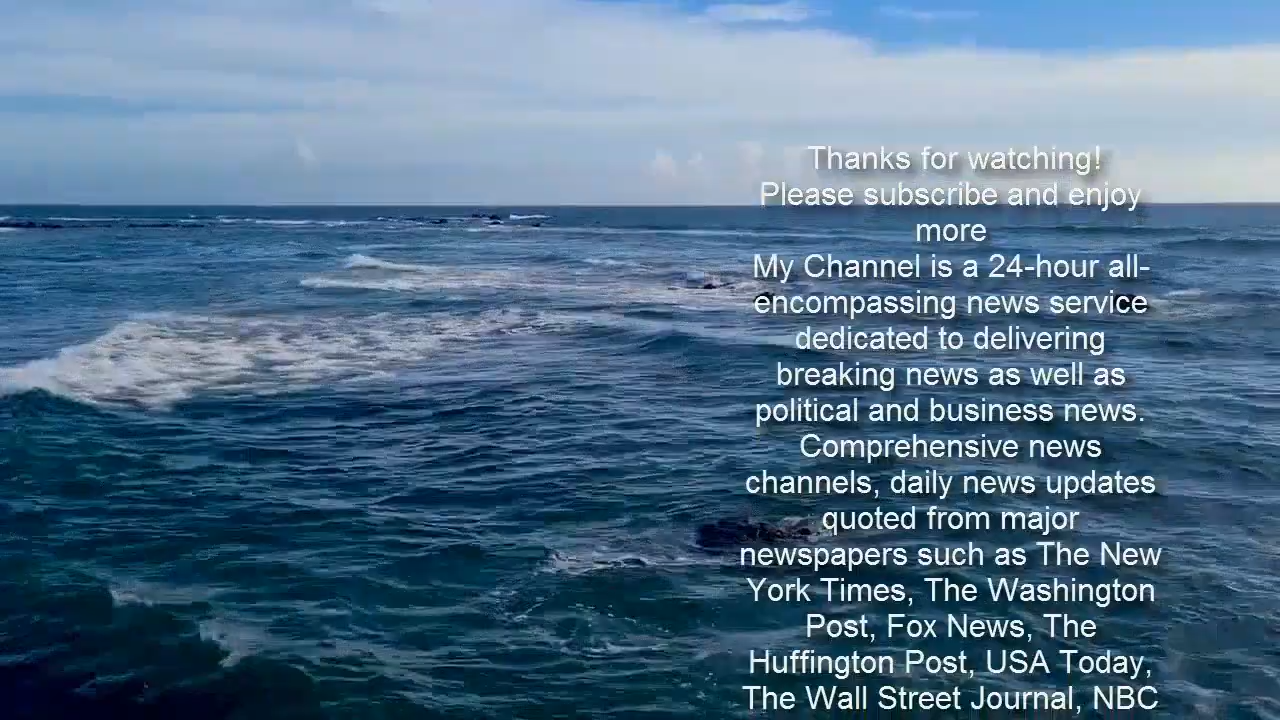 Thanks for watching!
Please subscribe and enjoy
more
My Channel is a 24-hour all-
encompassing news service
dedicated to delivering
breaking news as well as
political and business news.
Comprehensive news
channels, daily news updates
quoted from major
newspapers such as The New
York Times, The Washington
Post, Fox News, The
Huffington Post, USA Today,
The Wall Street Journal, NBC